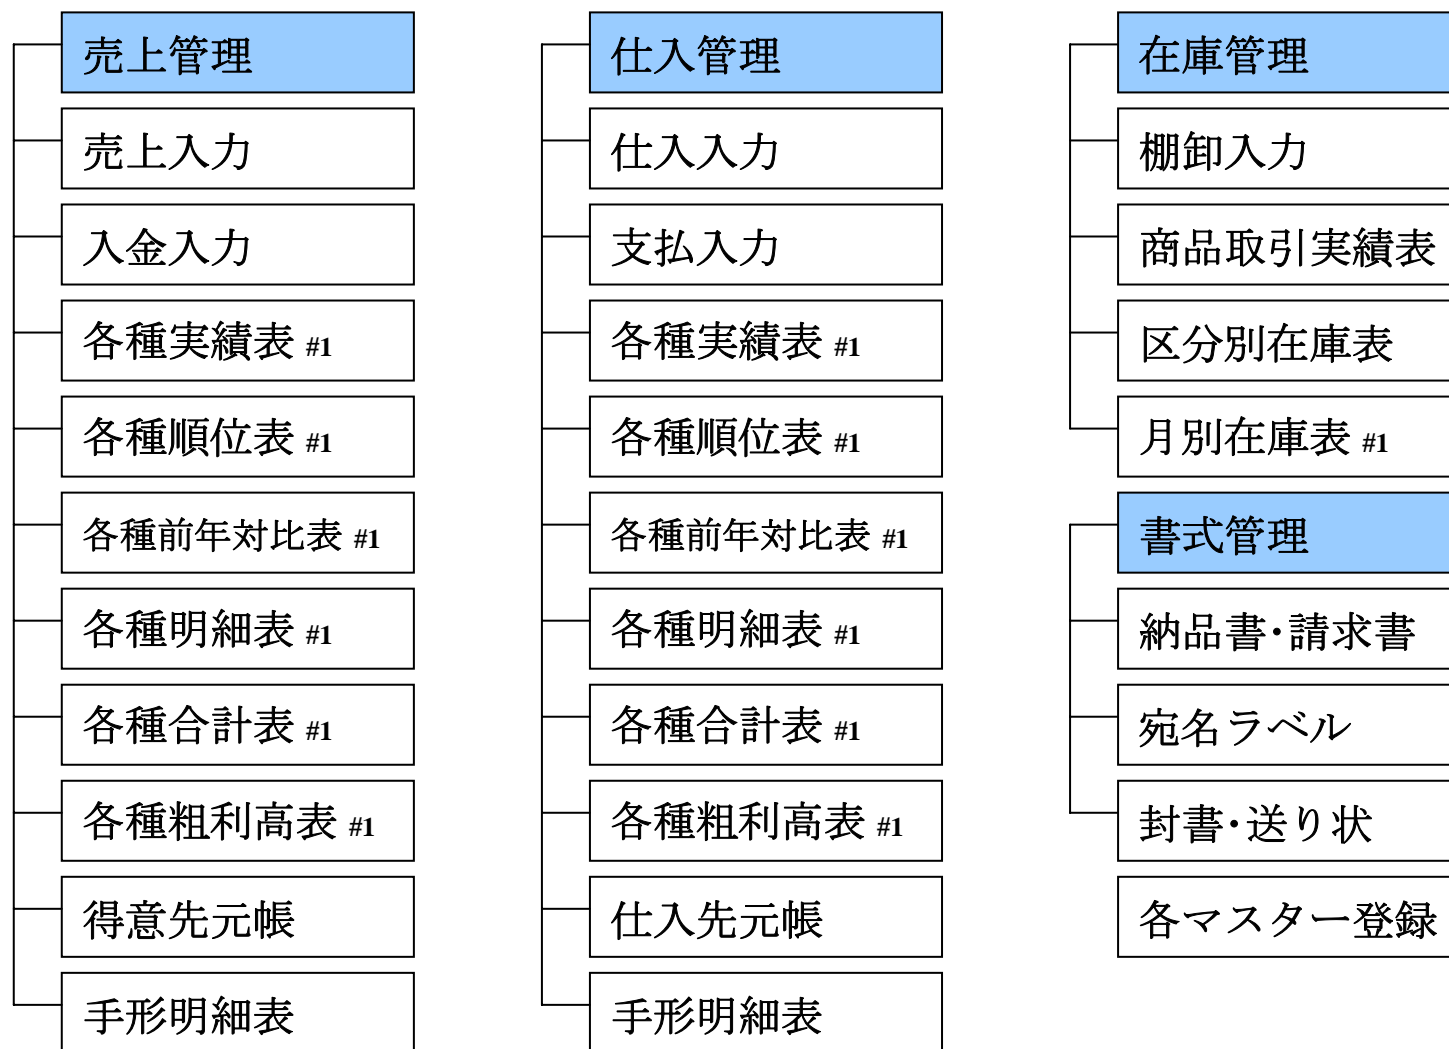 売上管理
売上入力
入金入力
各種実績表 #1
各種順位表 #1
各種前年対比表 #1
各種明細表 #1
各種合計表 #1
各種粗利高表 #1
得意先元帳
手形明細表
仕入管理
仕入入力
支払入力
各種実績表 #1
各種順位表 #1
各種前年対比表 #1
各種明細表 #1
各種合計表 #1
各種粗利高表 #1
仕入先元帳
手形明細表
在庫管理
棚卸入力
商品取引実績表
区分別在庫表
月別在庫表 #1
書式管理
納品書・請求書
宛名ラベル
封書・送り状
各マスター登録